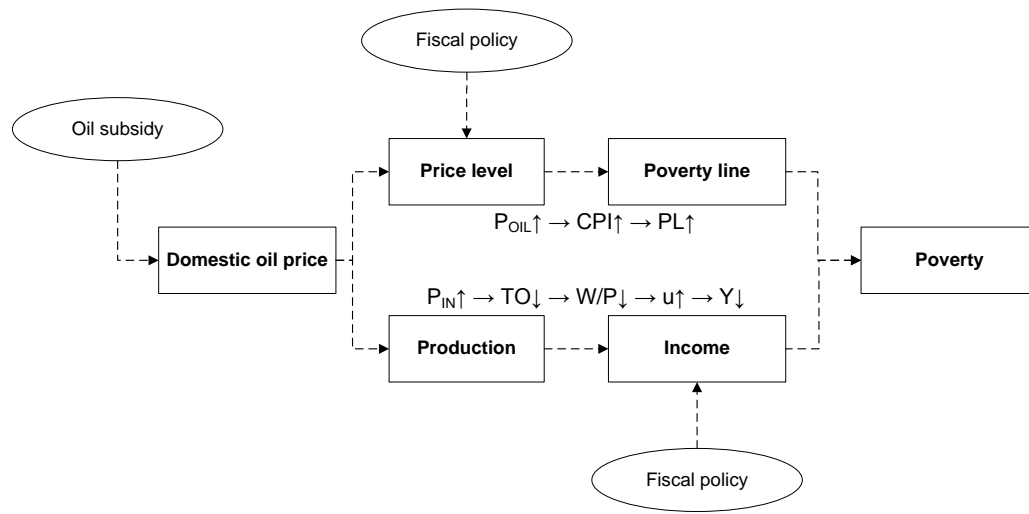 Fiscal policy
Oil subsidy
Price level
Poverty line
P_OIL↑ → CPI↑ → PL↑
Domestic oil price
Poverty
P_IN↑ → TO↓ → W/P↓ → u↑ → Y↓
Production
Income
Fiscal policy